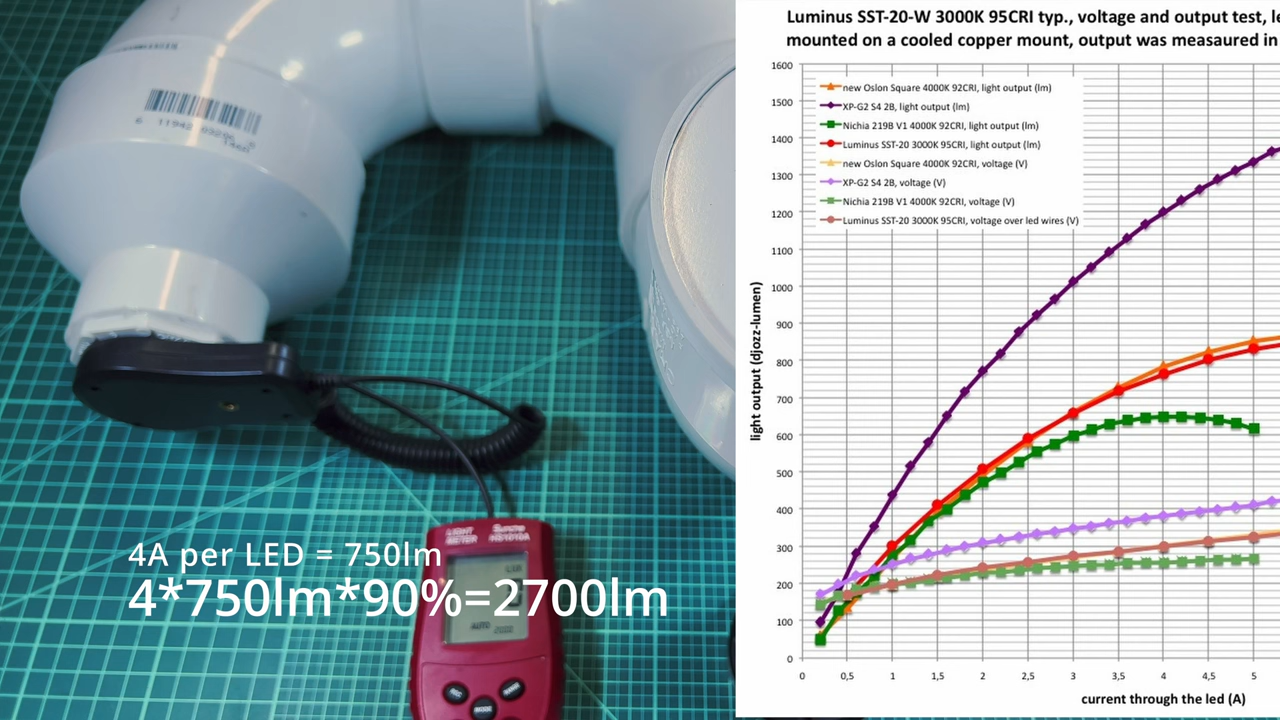 4A per LED = 750lm
4*750lm*90%=2700lm
LIGHT
METER
AUTO
REC
MODE
RANGE
Luminus SST-20-W 3000K 95CRI typ., voltage and output test, l
mounted on a cooled copper mount, output was measaured in
1600
1500
1400
1300
1200
1100
1000
900
800
700
600
500
400
300
200
100
0
light output (djozz-lumen)
new Oslon Square 4000K 92CRI, light output (lm)
XP-G2 S4 2B, light output (lm)
Nichia 219B V1 4000K 92CRI, light output (lm)
Luminus SST-20 3000K 95CRI, light output (lm)
new Oslon Square 4000K 92CRI, voltage (V)
XP-G2 S4 2B, voltage (V)
Nichia 219B V1 4000K 92CRI, voltage (V)
Luminus SST-20 3000K 95CRI, voltage over led wires (V)
0 0,5 1 1,5 2 2,5 3 3,5 4 4,5 5
current through the led (A)